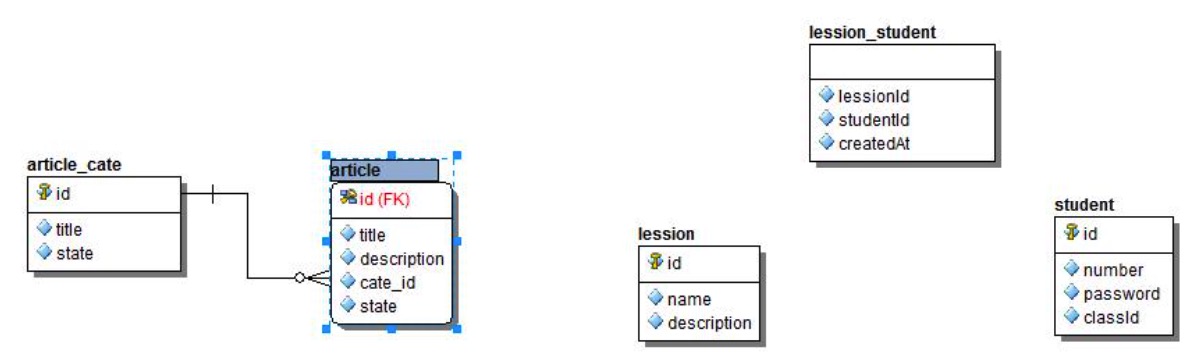 article_cate
id
title
state
article
id (FK)
title
description
cate_id
state
lession
id
name
description
lession_student
lessionId
studentId
createdAt
student
id
number
password
classId